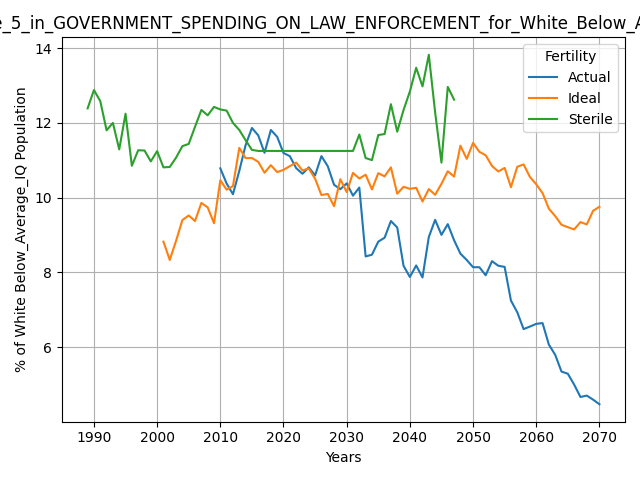 _5_in_GOVERNMENT_SPENDING_ON_LAW_ENFORCEMENT_for_White_Below_A
Fertility
Actual
Ideal
Sterile
% of White Below_Average_IQ Population
14
12
10
8
6
1990
2000
2010
2020
2030
2040
2050
2060
2070
Years